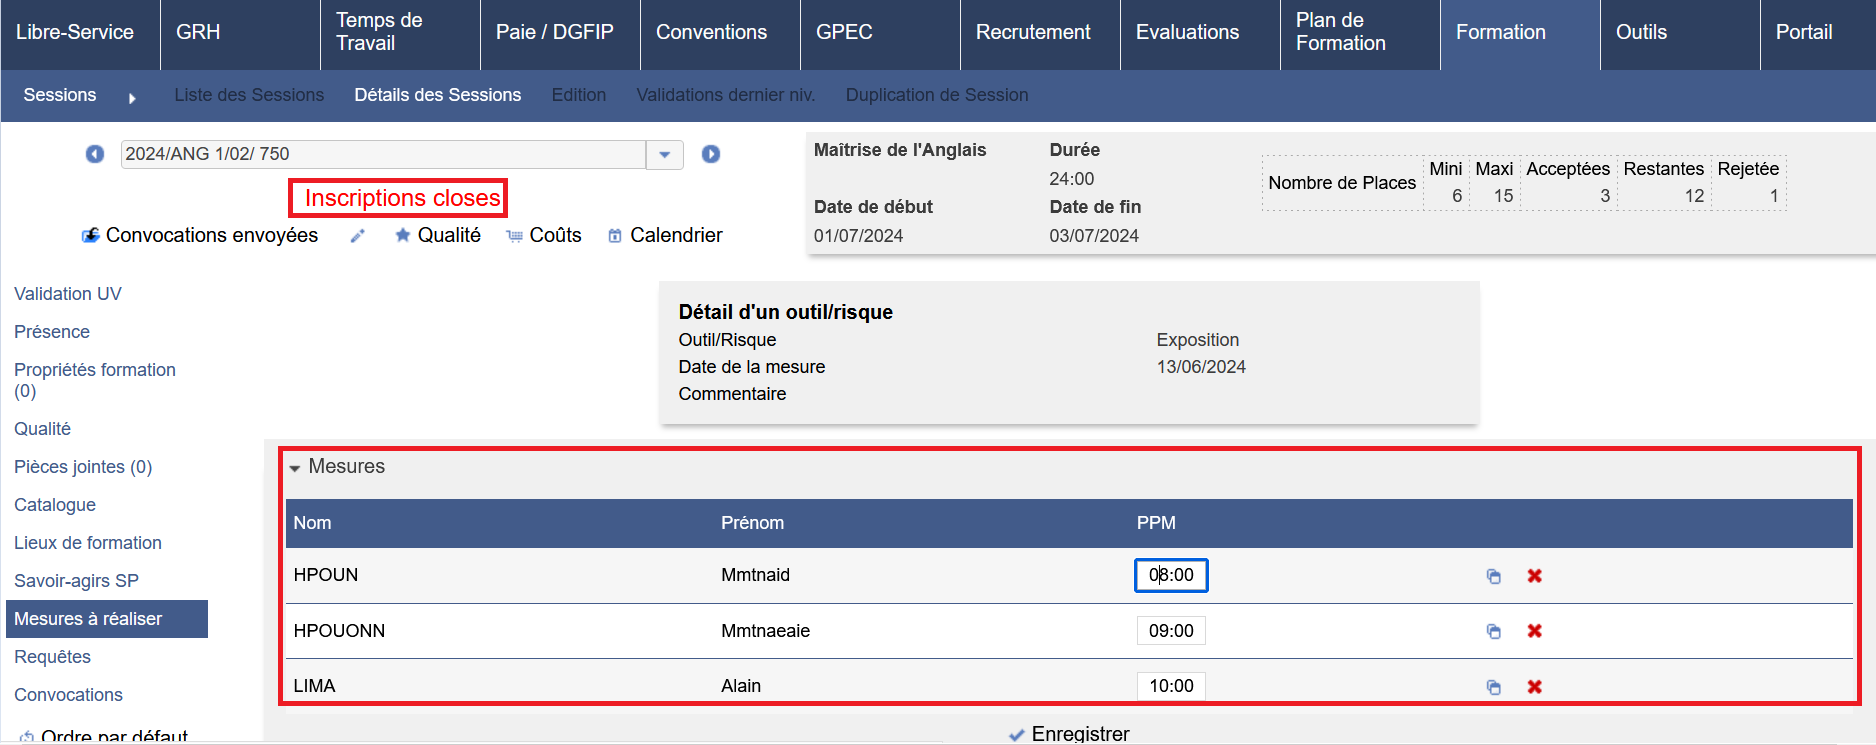 Libre-Service GRH Temps de Travail Paie / DGFIP Conventions GPEC Recrutement Evaluations Plan de Formation Formation Outils Portail
Sessions Liste des Sessions Détails des Sessions Edition Validations dernier niv. Duplication de Session
2024/ANG 1/02/ 750
Inscriptions closes
Convocations envoyées Qualité Coûts Calendrier
Maîtrise de l'Anglais Durée
24:00
Date de début Date de fin
01/07/2024 03/07/2024
Nombre de Places Mini Maxi Acceptées Restantes Rejetée
6 15 3 12 1
Validation UV
Présence
Propriétés formation
(0)
Qualité
Pièces jointes (0)
Catalogue
Lieux de formation
Savoir-agirs SP
Mesures à réaliser
Requêtes
Convocations
Ordre par défaut
Détail d'un outil/risque
Outil/Risque Exposition
Date de la mesure 13/06/2024
Commentaire
Mesures
Nom Prénom PPM
HPOUN Mmtnaid 08:00
HPOUONN Mmtnaeaie 09:00
LIMA Alain 10:00
Enregistrer